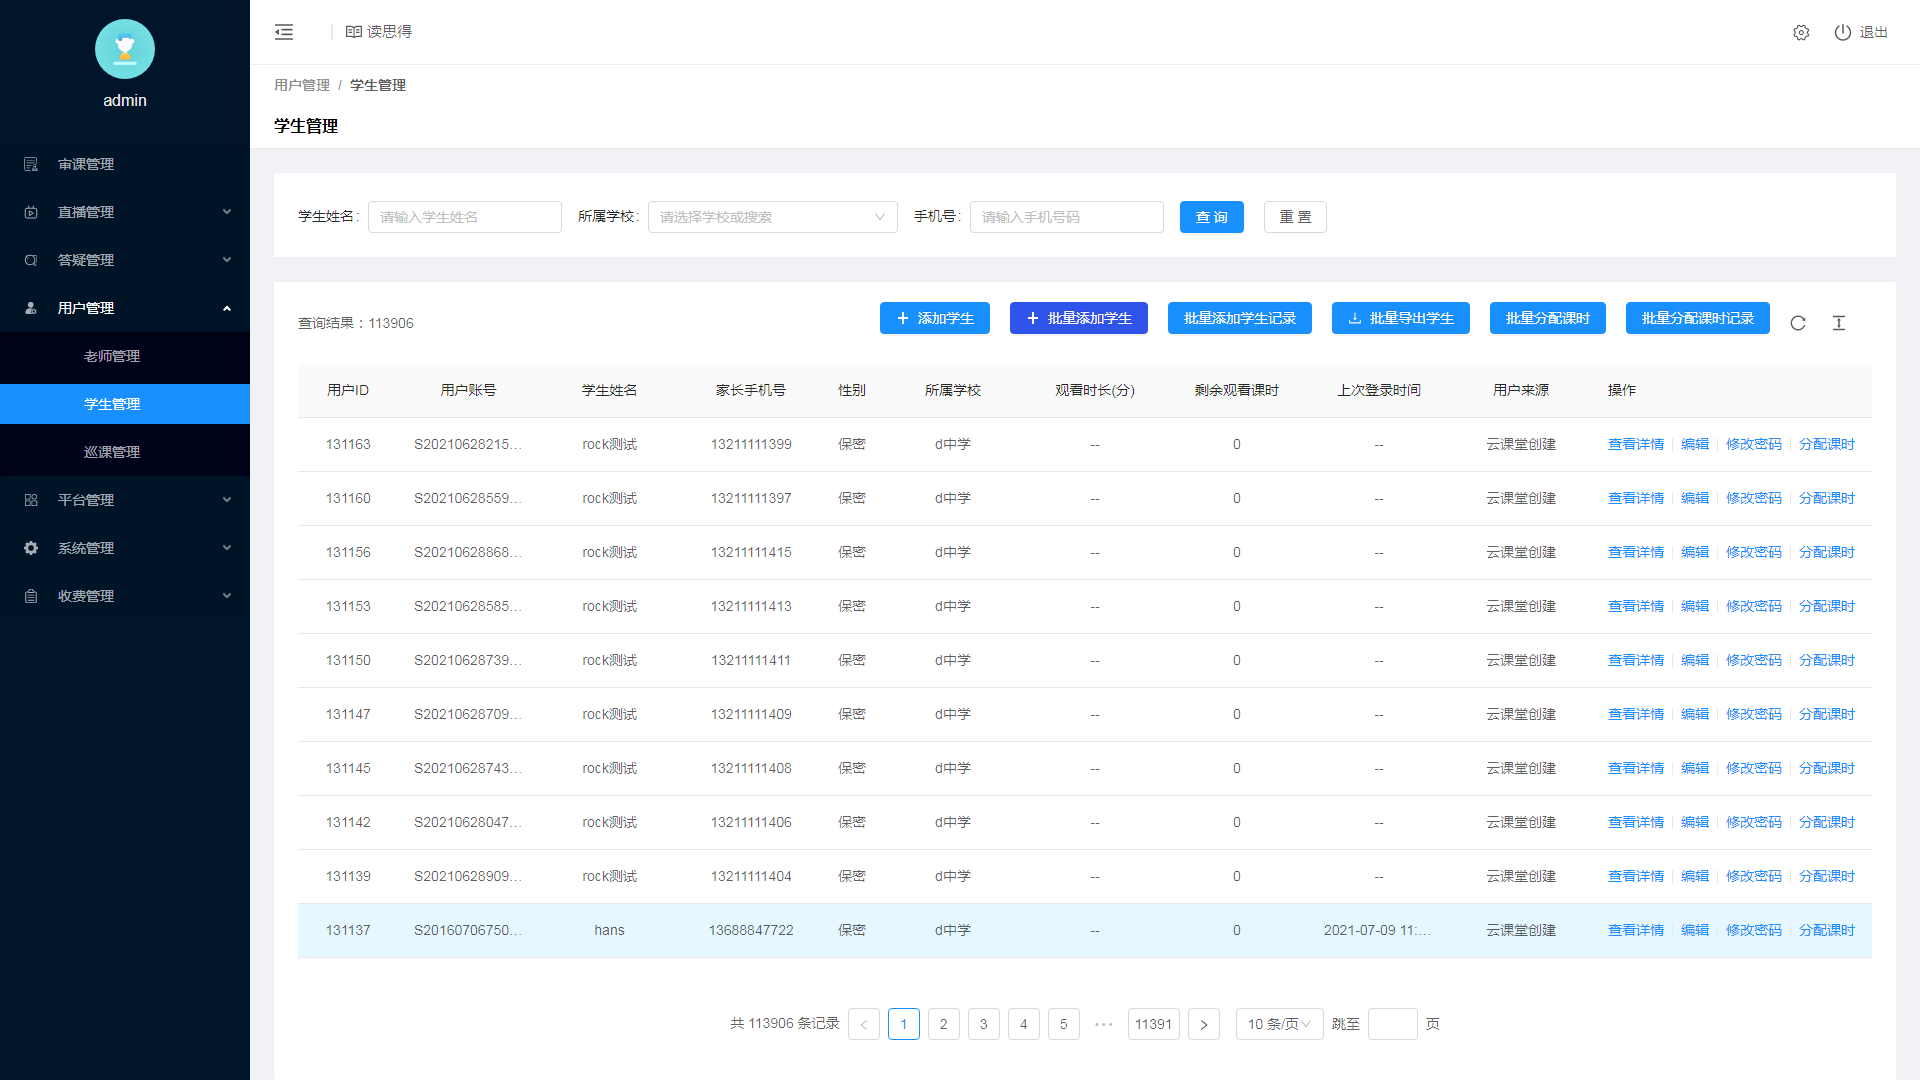 admin
审课管理
直播管理
答疑管理
用户管理
老师管理
学生管理
巡课管理
平台管理
系统管理
收费管理
读思得
退出
用户管理 / 学生管理
学生管理
学生姓名: 请输入学生姓名 所属学校: 请选择学校或搜索 手机号: 请输入手机号码 查 询 重 置
查询结果：113906 添加学生 批量添加学生 批量添加学生记录 批量导出学生 批量分配课时 批量分配课时记录
用户ID 用户账号 学生姓名 家长手机号 性别 所属学校 观看时长(分) 剩余观看课时 上次登录时间 用户来源 操作
131163 S20210628215... rock测试 13211111399 保密 d中学 -- 0 -- 云课堂创建 查看详情 编辑 修改密码 分配课时
131160 S20210628559... rock测试 13211111397 保密 d中学 -- 0 -- 云课堂创建 查看详情 编辑 修改密码 分配课时
131156 S20210628868... rock测试 13211111415 保密 d中学 -- 0 -- 云课堂创建 查看详情 编辑 修改密码 分配课时
131153 S20210628585... rock测试 13211111413 保密 d中学 -- 0 -- 云课堂创建 查看详情 编辑 修改密码 分配课时
131150 S20210628739... rock测试 13211111411 保密 d中学 -- 0 -- 云课堂创建 查看详情 编辑 修改密码 分配课时
131147 S20210628709... rock测试 13211111409 保密 d中学 -- 0 -- 云课堂创建 查看详情 编辑 修改密码 分配课时
131145 S20210628743... rock测试 13211111408 保密 d中学 -- 0 -- 云课堂创建 查看详情 编辑 修改密码 分配课时
131142 S20210628047... rock测试 13211111406 保密 d中学 -- 0 -- 云课堂创建 查看详情 编辑 修改密码 分配课时
131139 S20210628909... rock测试 13211111404 保密 d中学 -- 0 -- 云课堂创建 查看详情 编辑 修改密码 分配课时
131137 S20160706750... hans 13688847722 保密 d中学 -- 0 2021-07-09 11:... 云课堂创建 查看详情 编辑 修改密码 分配课时
共 113906 条记录 < 1 2 3 4 5 ••• 11391 > 10 条/页 跳至 页